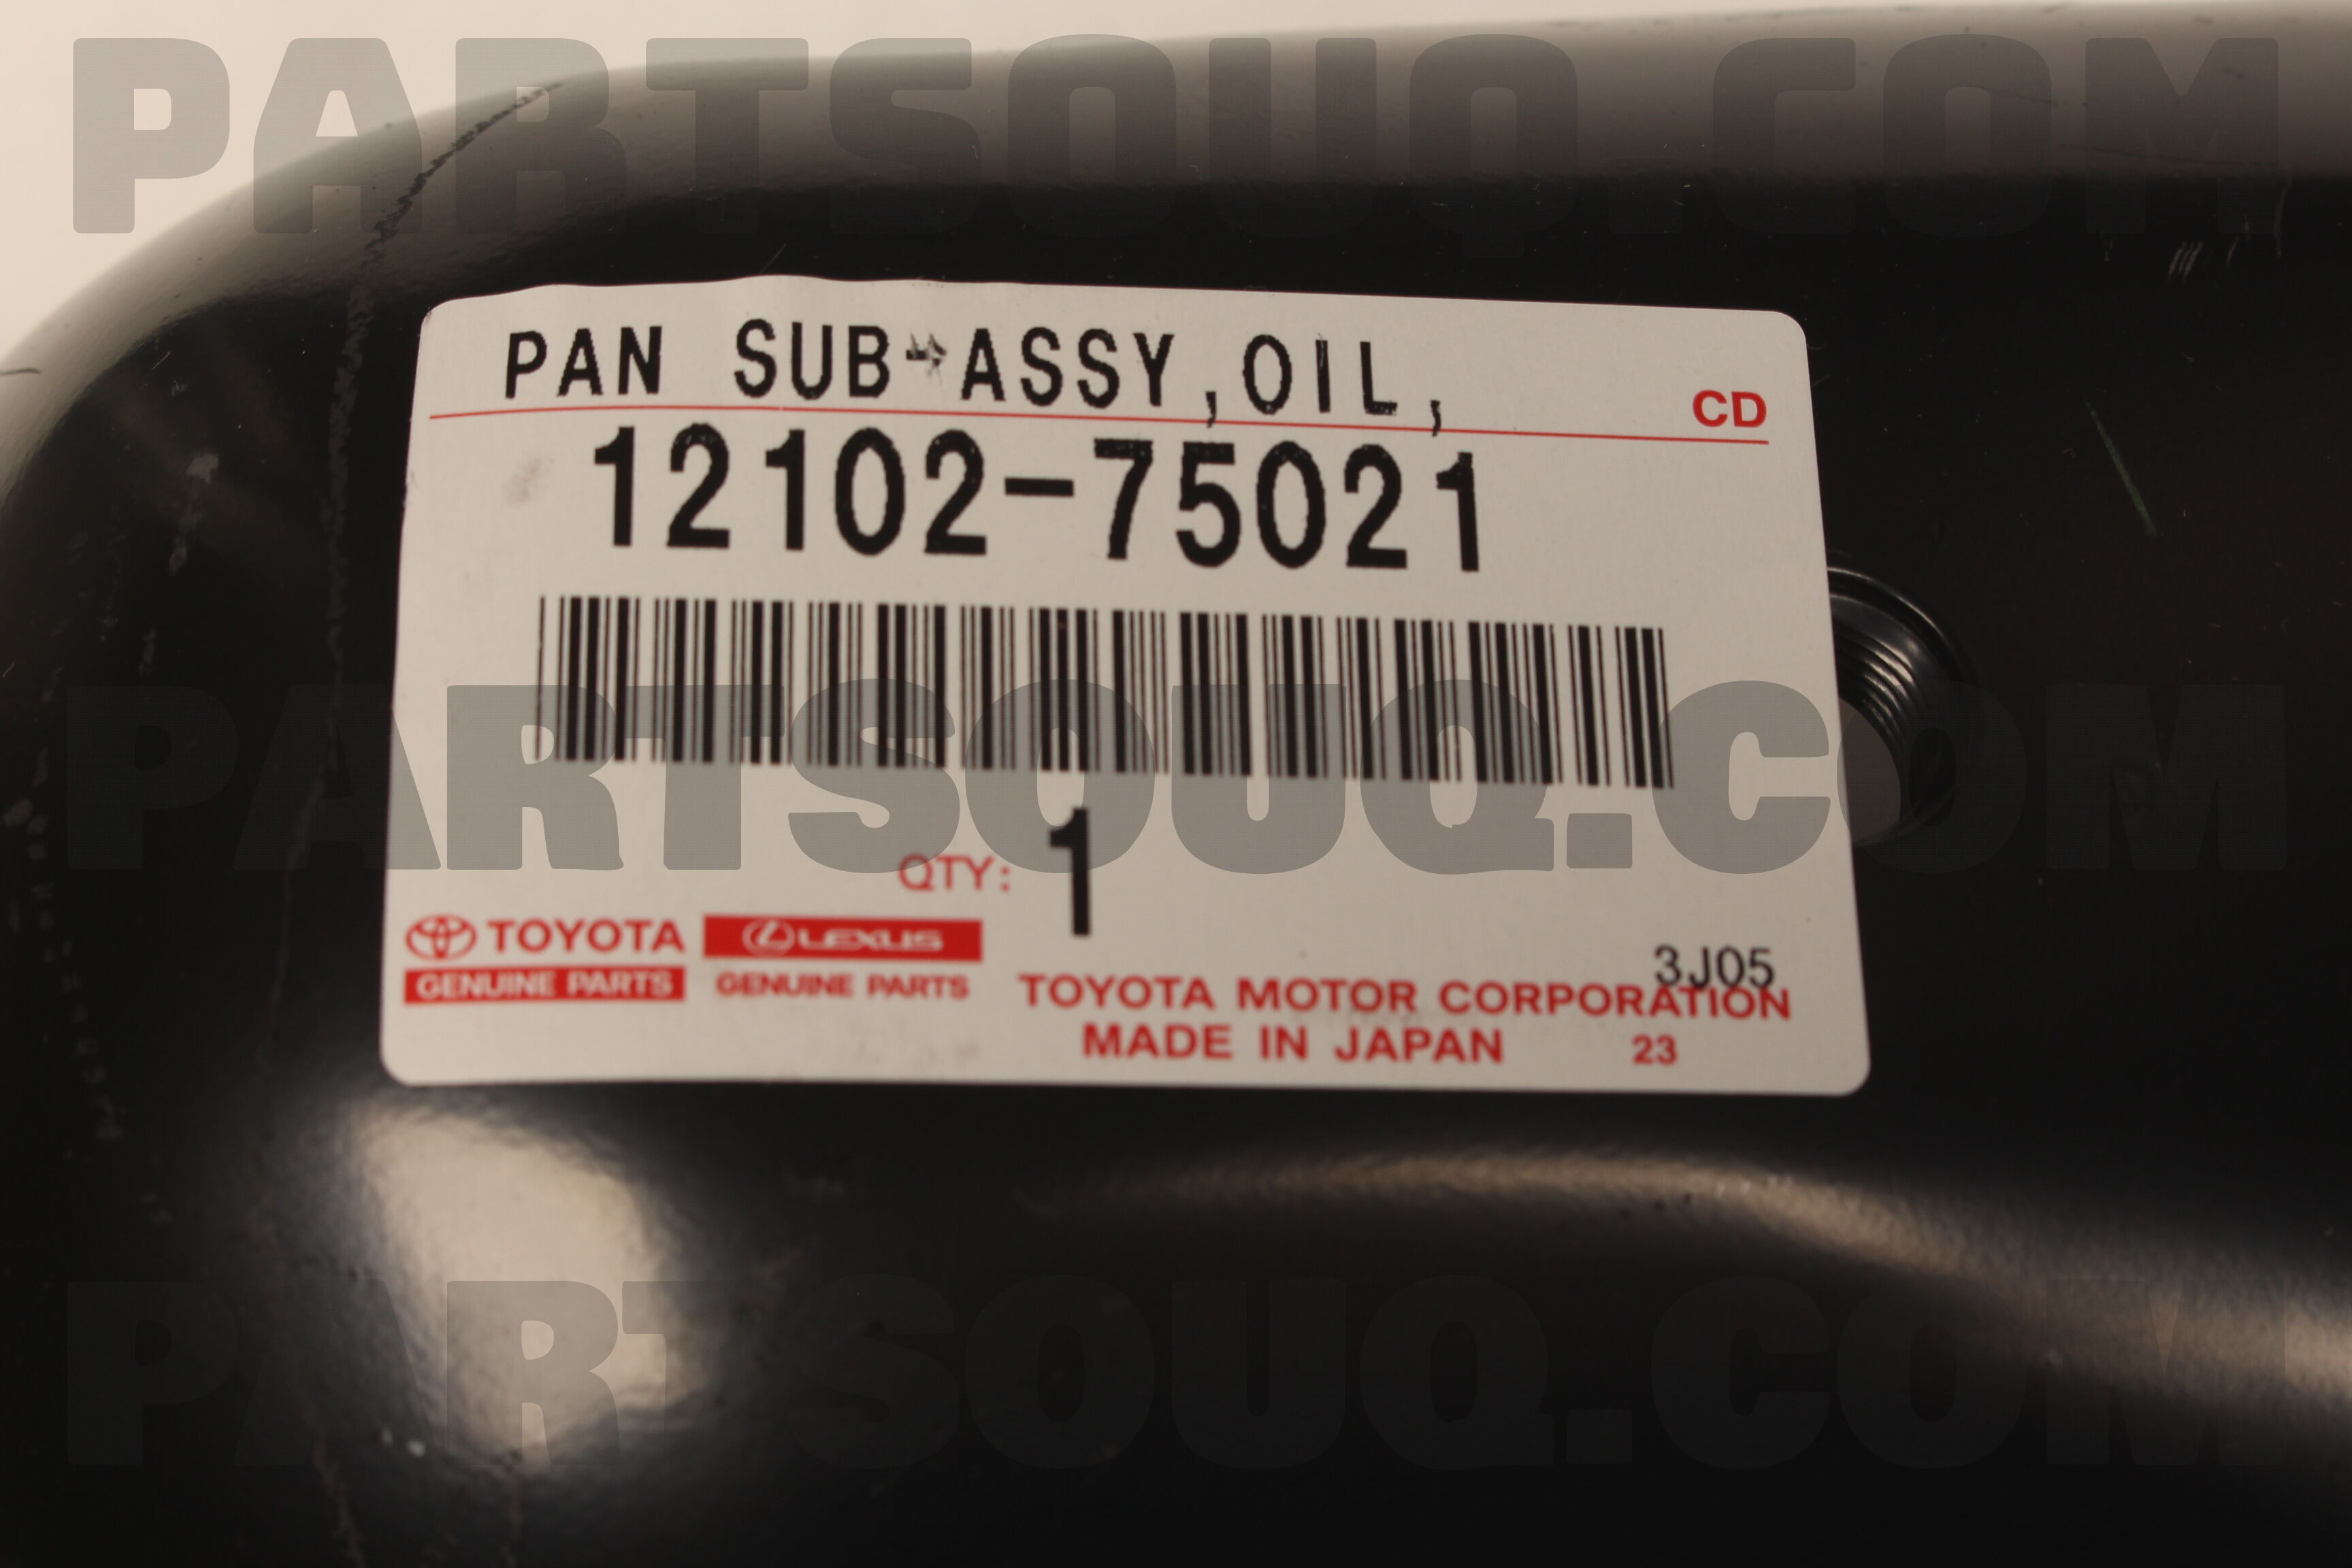 PARTSOUQ.COM
PAN SUB-ASSY,OIL,
CD
12102-75021
PARTSOUQ.COM
QTY: 1
TOYOTA LEXUS
GENUINE PARTS GENUINE PARTS
3J05
TOYOTA MOTOR CORPORATION
MADE IN JAPAN 23
PARTSOUQ.COM